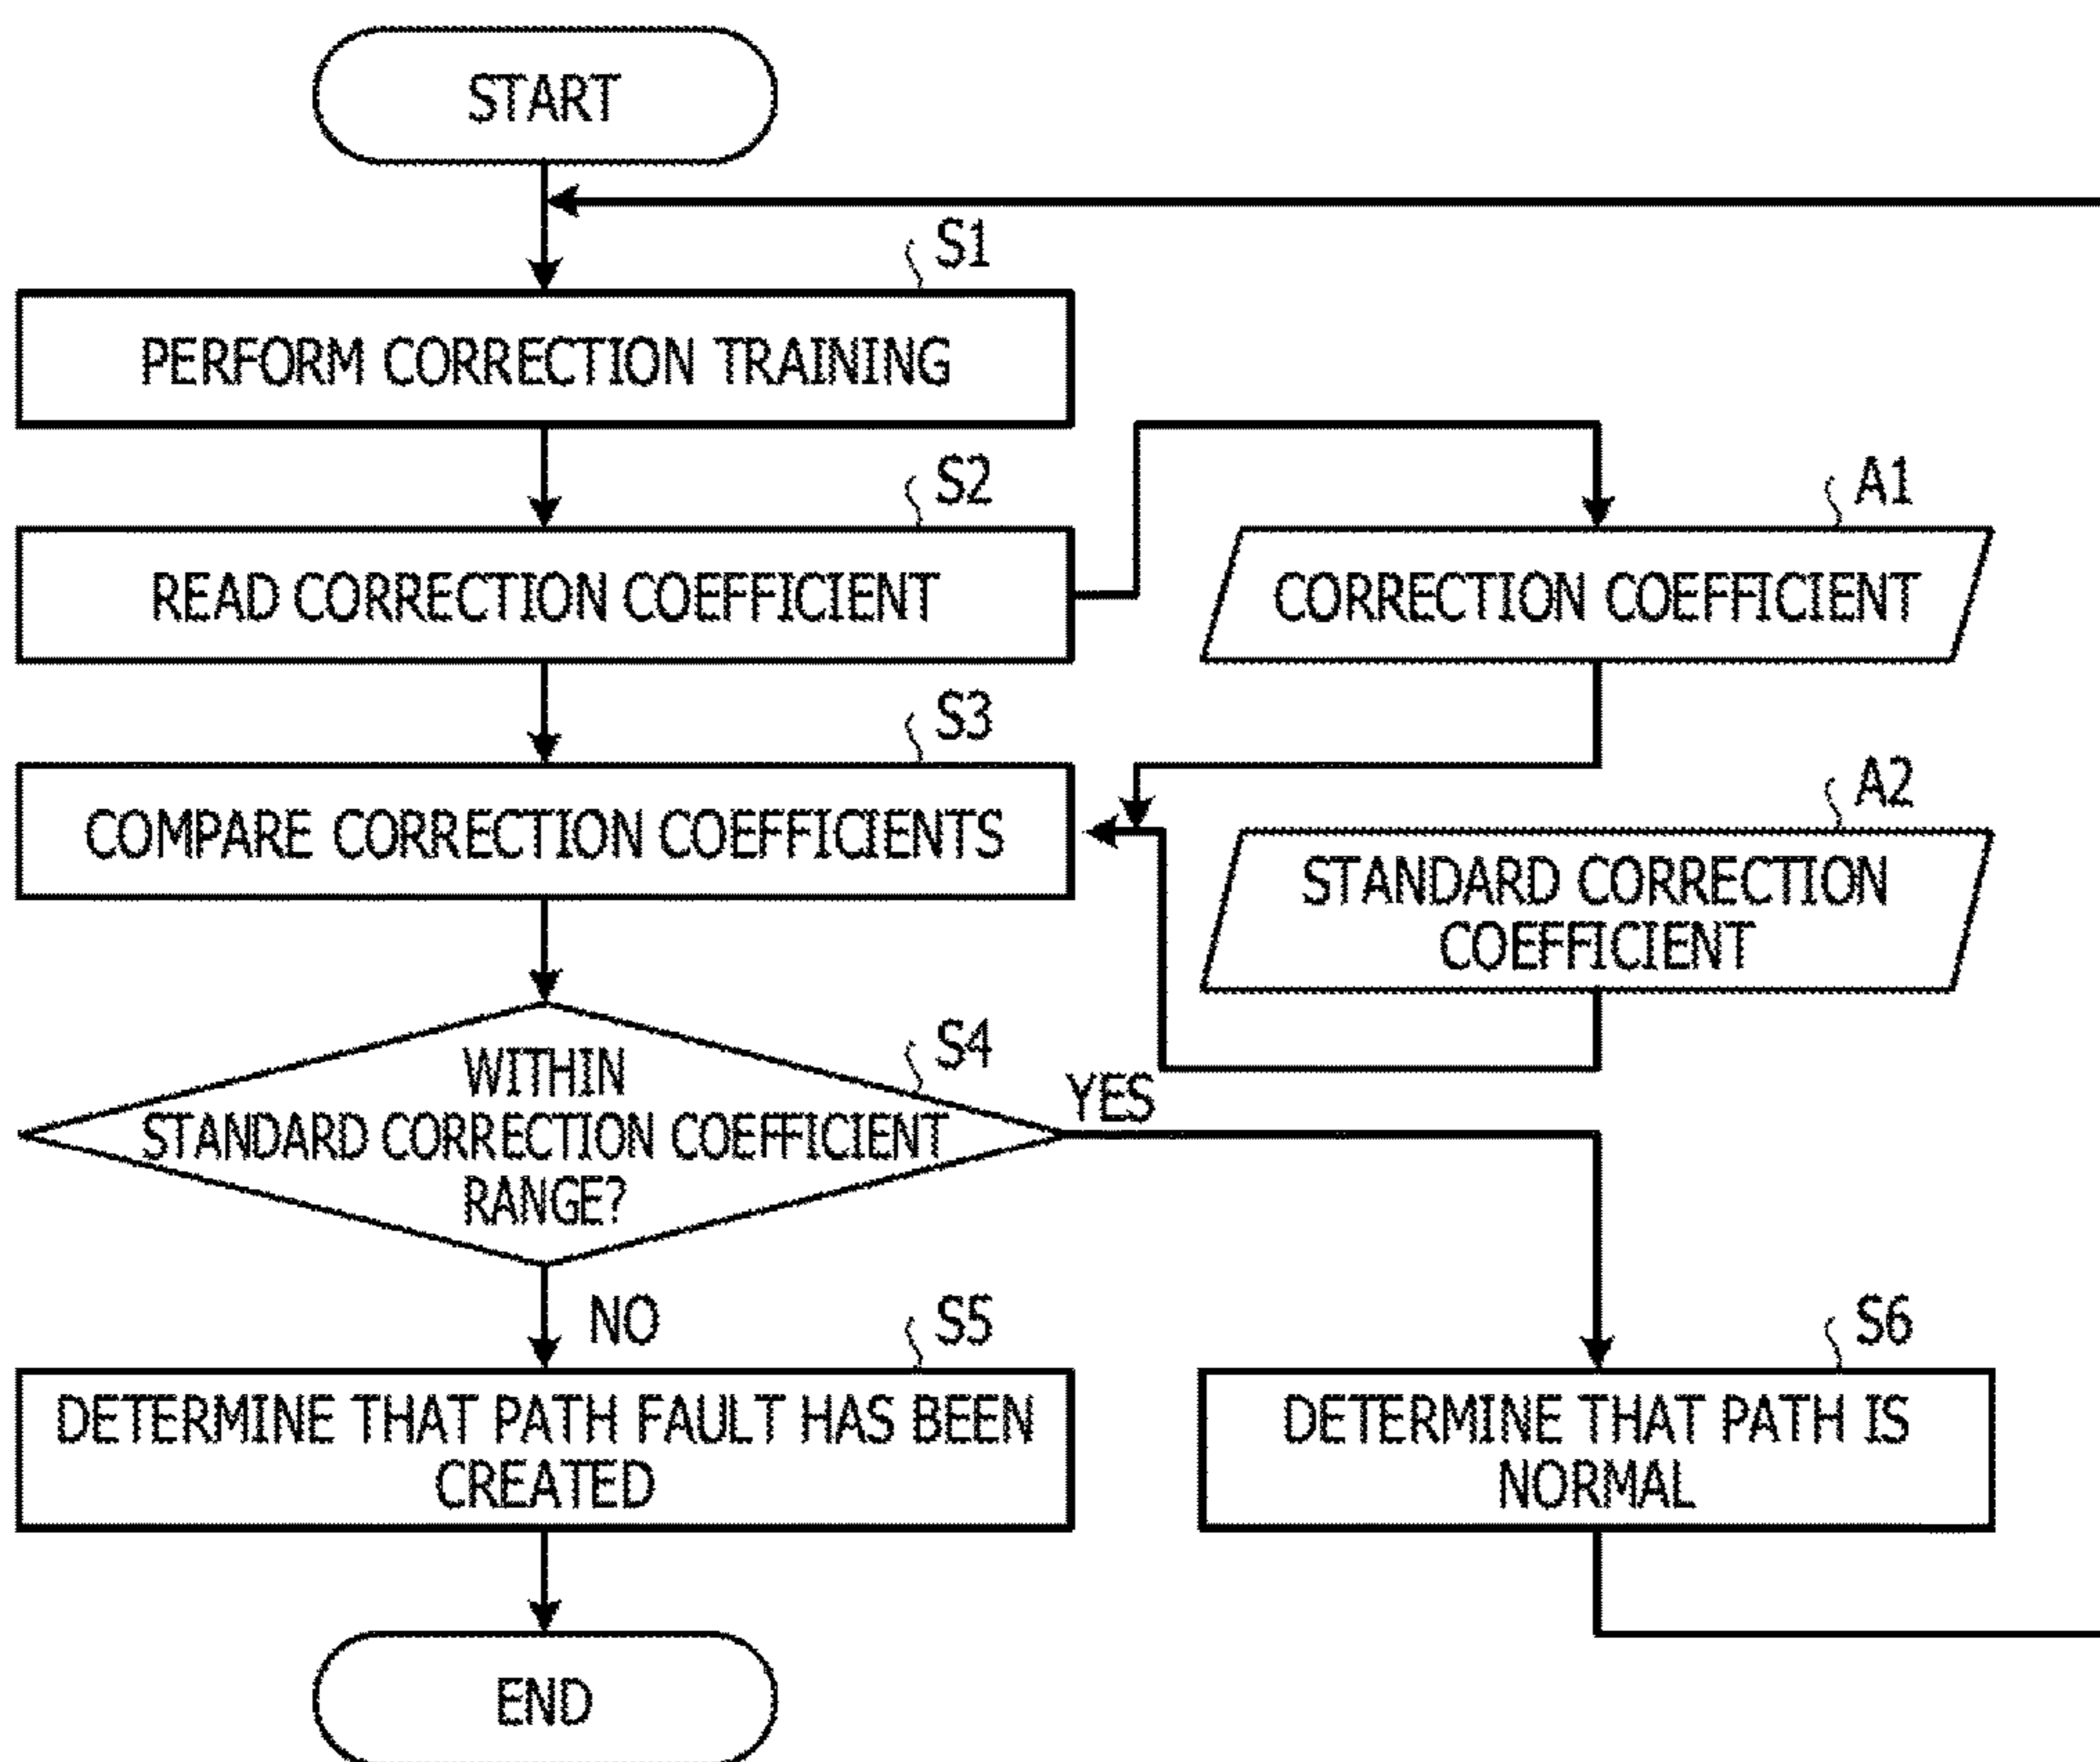 START
S1
PERFORM CORRECTION TRAINING
S2
READ CORRECTION COEFFICIENT
A1
CORRECTION COEFFICIENT
S3
COMPARE CORRECTION COEFFICIENTS
A2
STANDARD CORRECTION
COEFFICIENT
S4
WITHIN
STANDARD CORRECTION COEFFICIENT
RANGE?
YES
NO
S5
DETERMINE THAT PATH FAULT HAS BEEN
CREATED
S6
DETERMINE THAT PATH IS
NORMAL
END